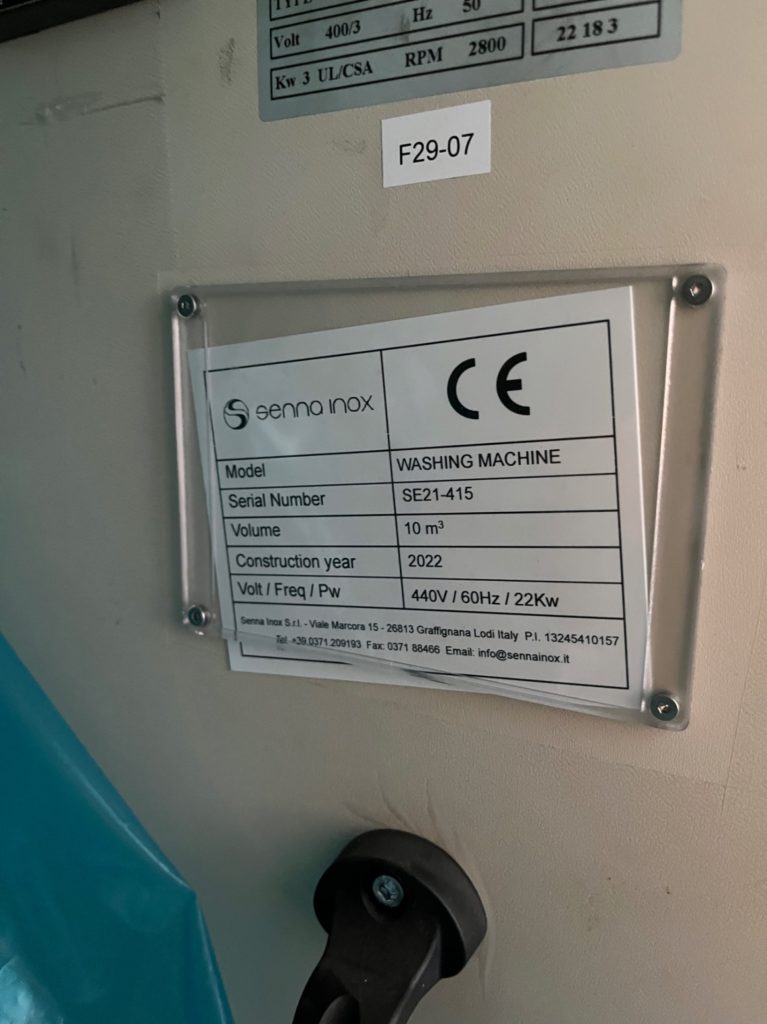 Hz 50
Volt 400/3
22 18 3
Kw 3 UL/CSA RPM 2800
F29-07
senna inox CE
Model WASHING MACHINE
Serial Number SE21-415
Volume 10 m³
Construction year 2022
Volt / Freq / Pw 440V / 60Hz / 22Kw
Senna Inox S.r.l. - Viale Marcora 15 - 26813 Graffignana Lodi Italy P.I. 13245410157
Tel +39.0371.209193 Fax: 0371 88466 Email: info@sennainox.it